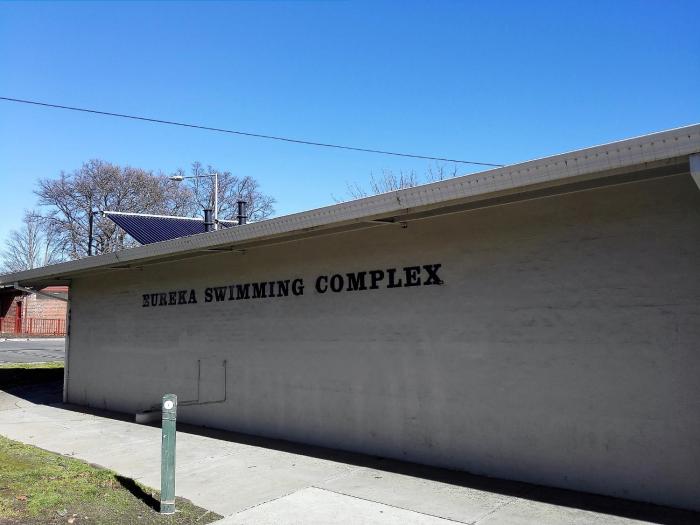 EUREKA SWIMMING COMPLEX